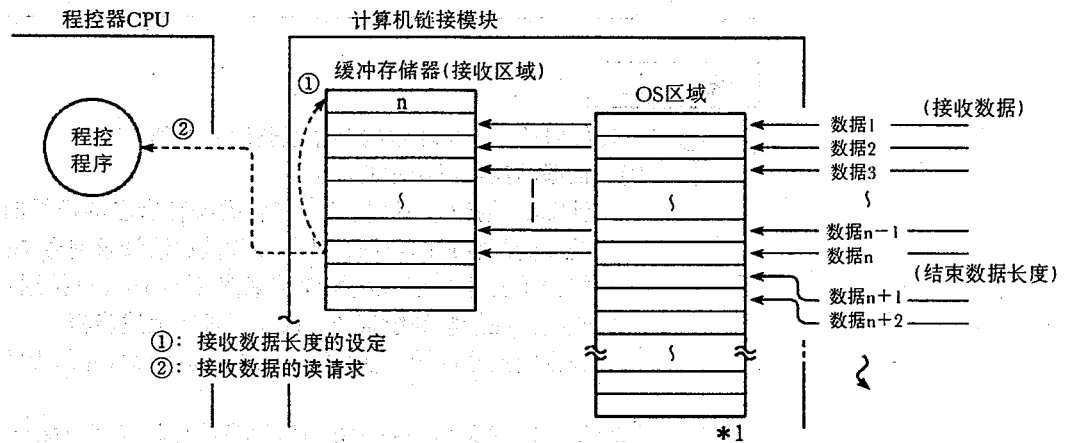 程控器CPU
计算机链接模块
① 缓冲存储器(接收区域)
n
OS区域
(接收数据)
程控
程序
②
数据1
数据2
数据3
数据n-1
数据n
(结束数据长度)
数据n+1
数据n+2
①: 接收数据长度的设定
②: 接收数据的读请求
*1